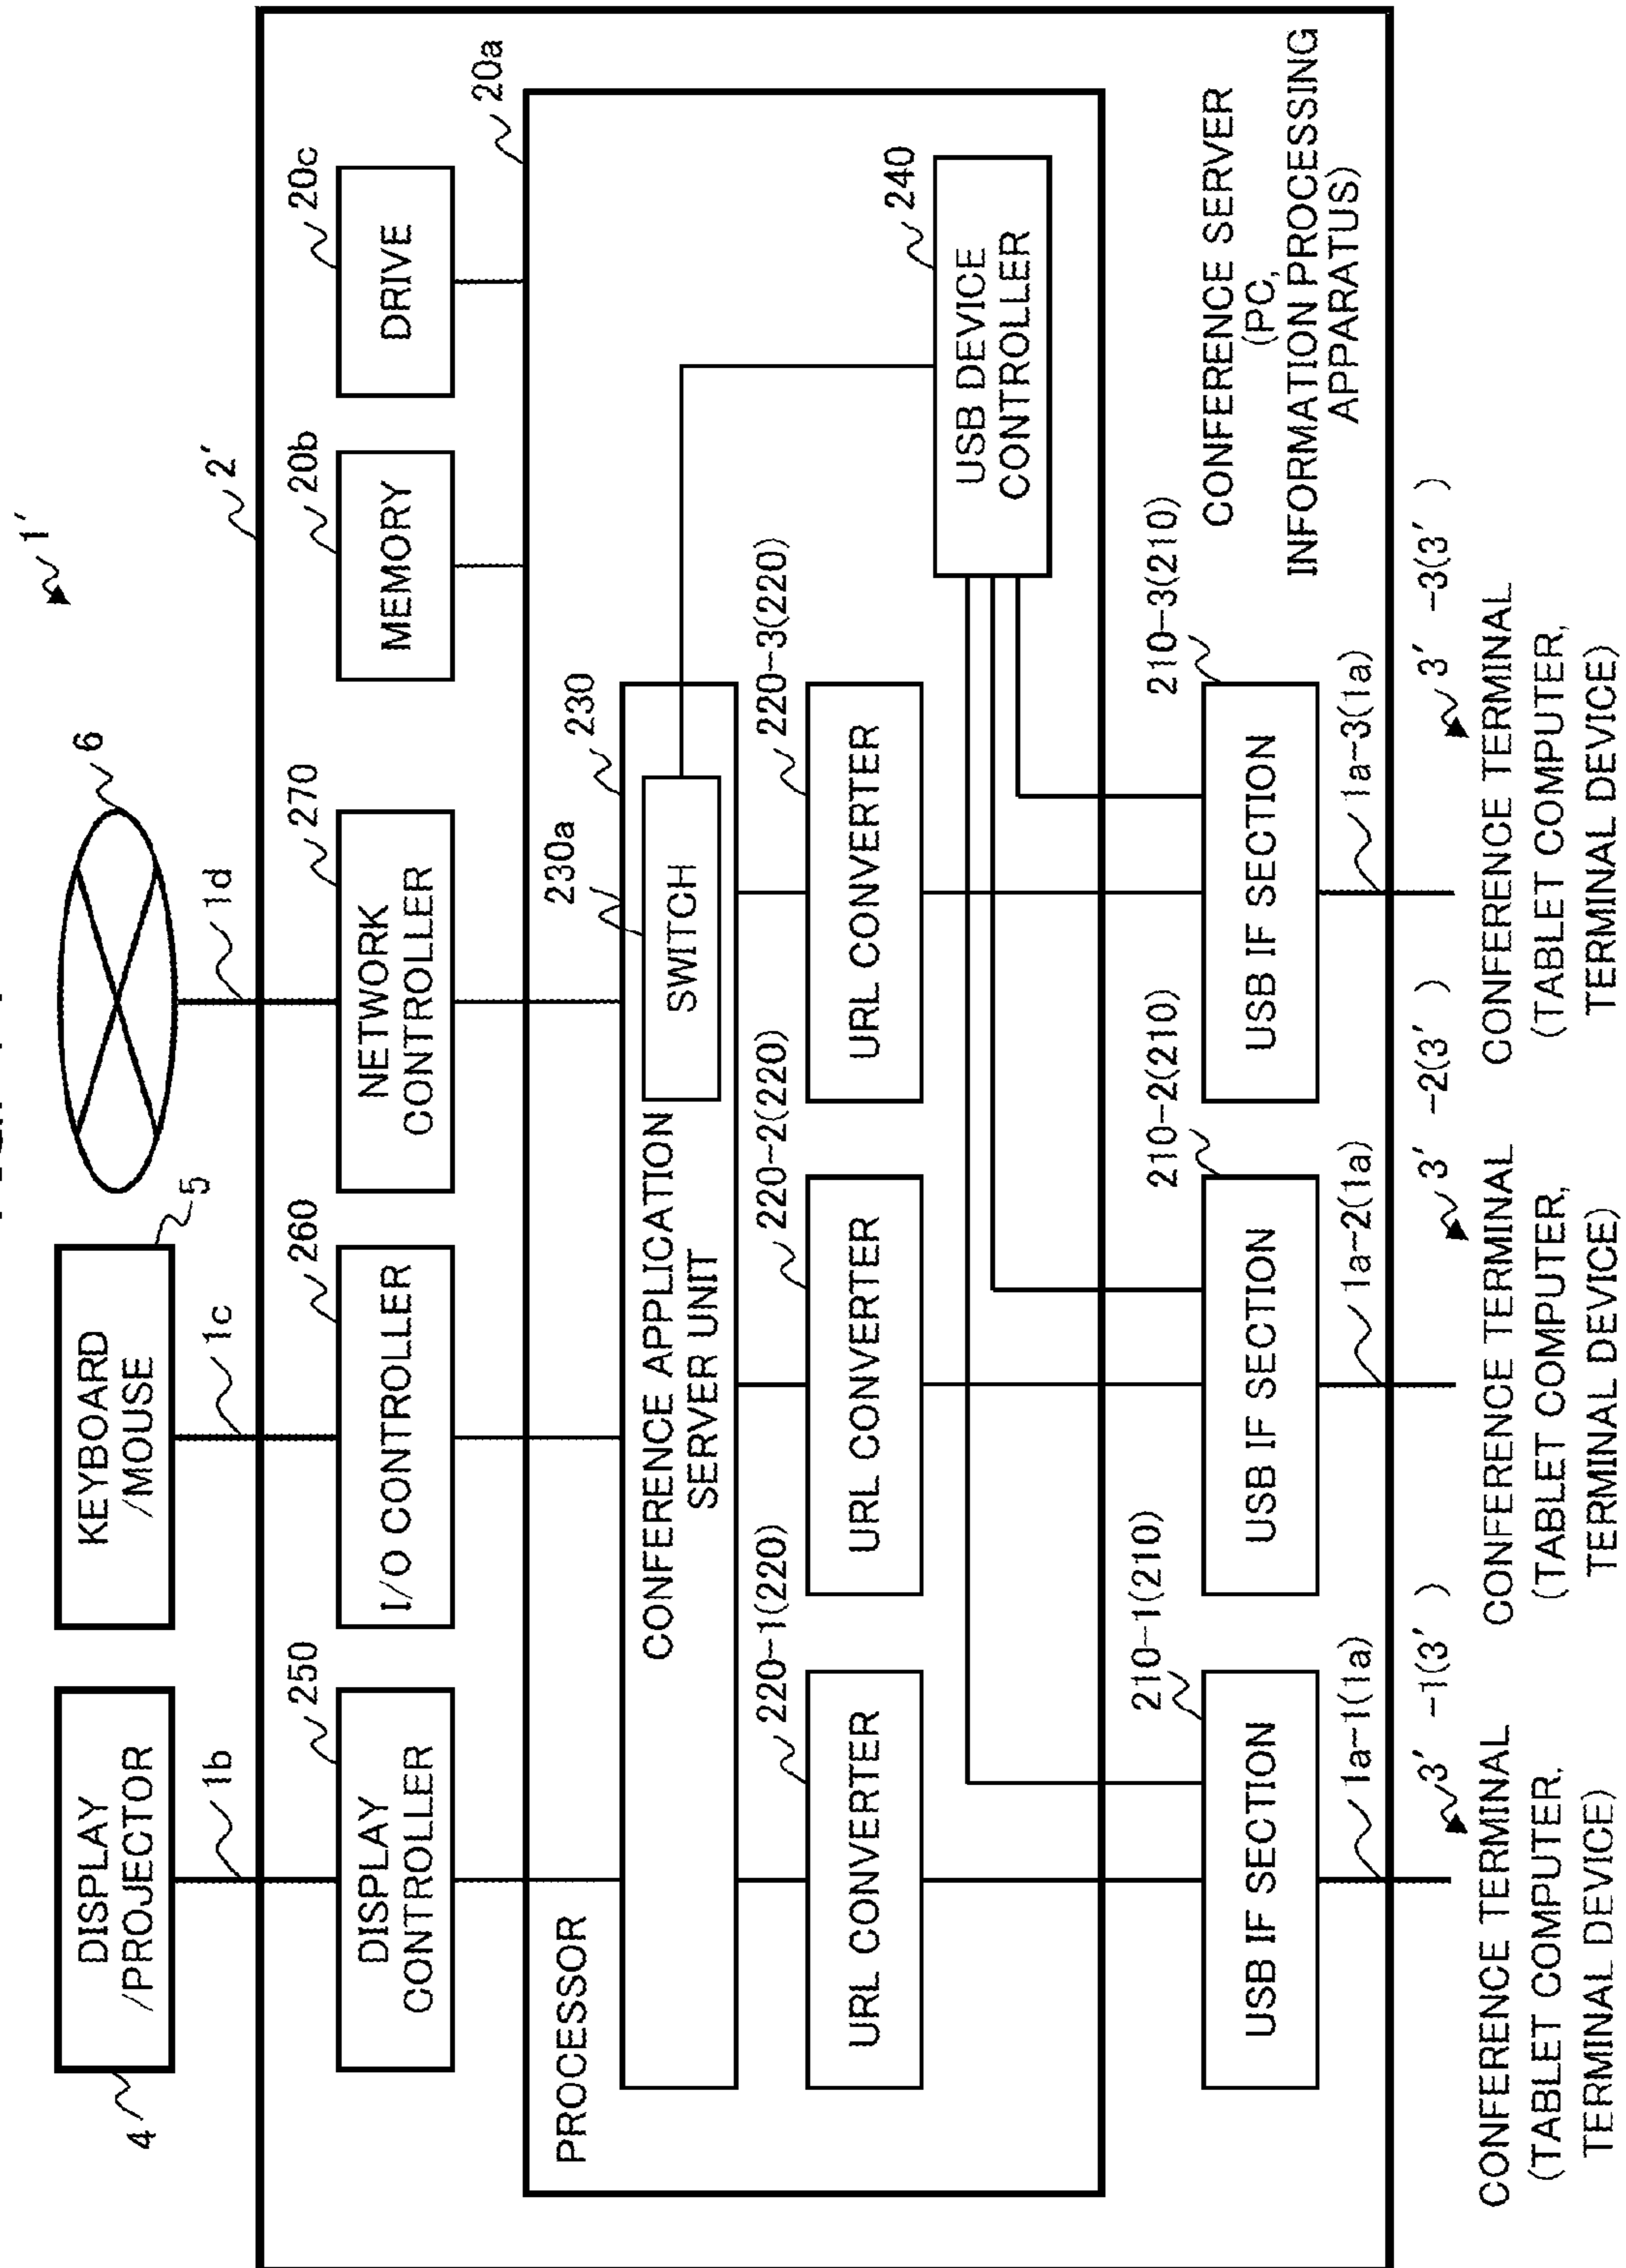 1'
DISPLAY
/PROJECTOR
4
KEYBOARD
/MOUSE
5
6
1b
1c
1d
2'
DISPLAY
CONTROLLER
250
I/O CONTROLLER
260
NETWORK
CONTROLLER
270
MEMORY
20b
DRIVE
20c
PROCESSOR
20a
CONFERENCE APPLICATION
SERVER UNIT
230
SWITCH
230a
URL CONVERTER
220-1(220)
URL CONVERTER
220-2(220)
URL CONVERTER
220-3(220)
USB DEVICE
CONTROLLER
240
USB IF SECTION
210-1(210)
USB IF SECTION
210-2(210)
USB IF SECTION
210-3(210)
CONFERENCE SERVER
(PC,
INFORMATION PROCESSING
APPARATUS)
1a-1(1a)
1a-2(1a)
1a-3(1a)
3' -1(3' )
CONFERENCE TERMINAL
(TABLET COMPUTER,
TERMINAL DEVICE)
3' -2(3' )
CONFERENCE TERMINAL
(TABLET COMPUTER,
TERMINAL DEVICE)
3' -3(3' )
CONFERENCE TERMINAL
(TABLET COMPUTER,
TERMINAL DEVICE)